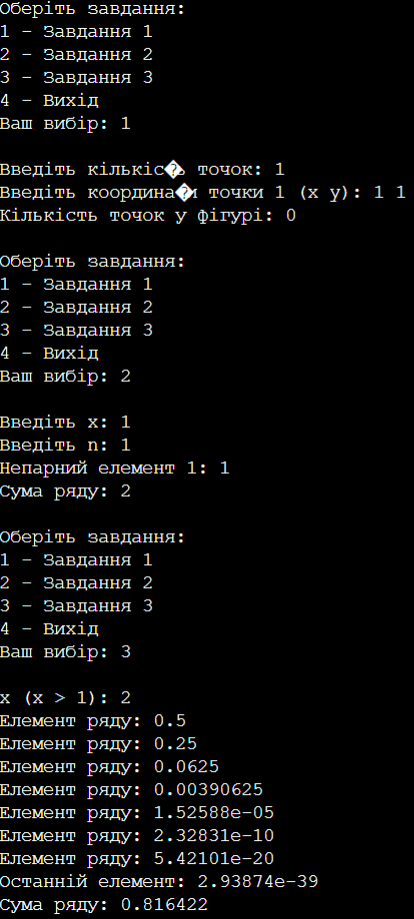 Оберіть завдання:
1 - Завдання 1
2 - Завдання 2
3 - Завдання 3
4 - Вихід
Ваш вибір: 1
Введіть кількіс�ь точок: 1
Введіть координа�и точки 1 (x y): 1 1
Кількість точок у фігурі: 0
Оберіть завдання:
1 - Завдання 1
2 - Завдання 2
3 - Завдання 3
4 - Вихід
Ваш вибір: 2
Введіть x: 1
Введіть n: 1
Непарний елемент 1: 1
Сума ряду: 2
Оберіть завдання:
1 - Завдання 1
2 - Завдання 2
3 - Завдання 3
4 - Вихід
Ваш вибір: 3
x (x > 1): 2
Елемент ряду: 0.5
Елемент ряду: 0.25
Елемент ряду: 0.0625
Елемент ряду: 0.00390625
Елемент ряду: 1.52588e-05
Елемент ряду: 2.32831e-10
Елемент ряду: 5.42101e-20
Останній елемент: 2.93874e-39
Сума ряду: 0.816422